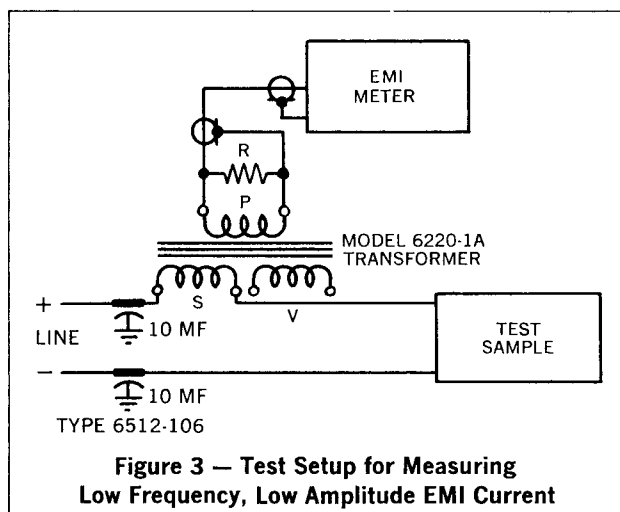 EMI
METER
R
P
MODEL 6220-1A
TRANSFORMER
+
S
V
10 MF
LINE
TEST
SAMPLE
−
10 MF
TYPE 6512-106
Figure 3 — Test Setup for Measuring
Low Frequency, Low Amplitude EMI Current